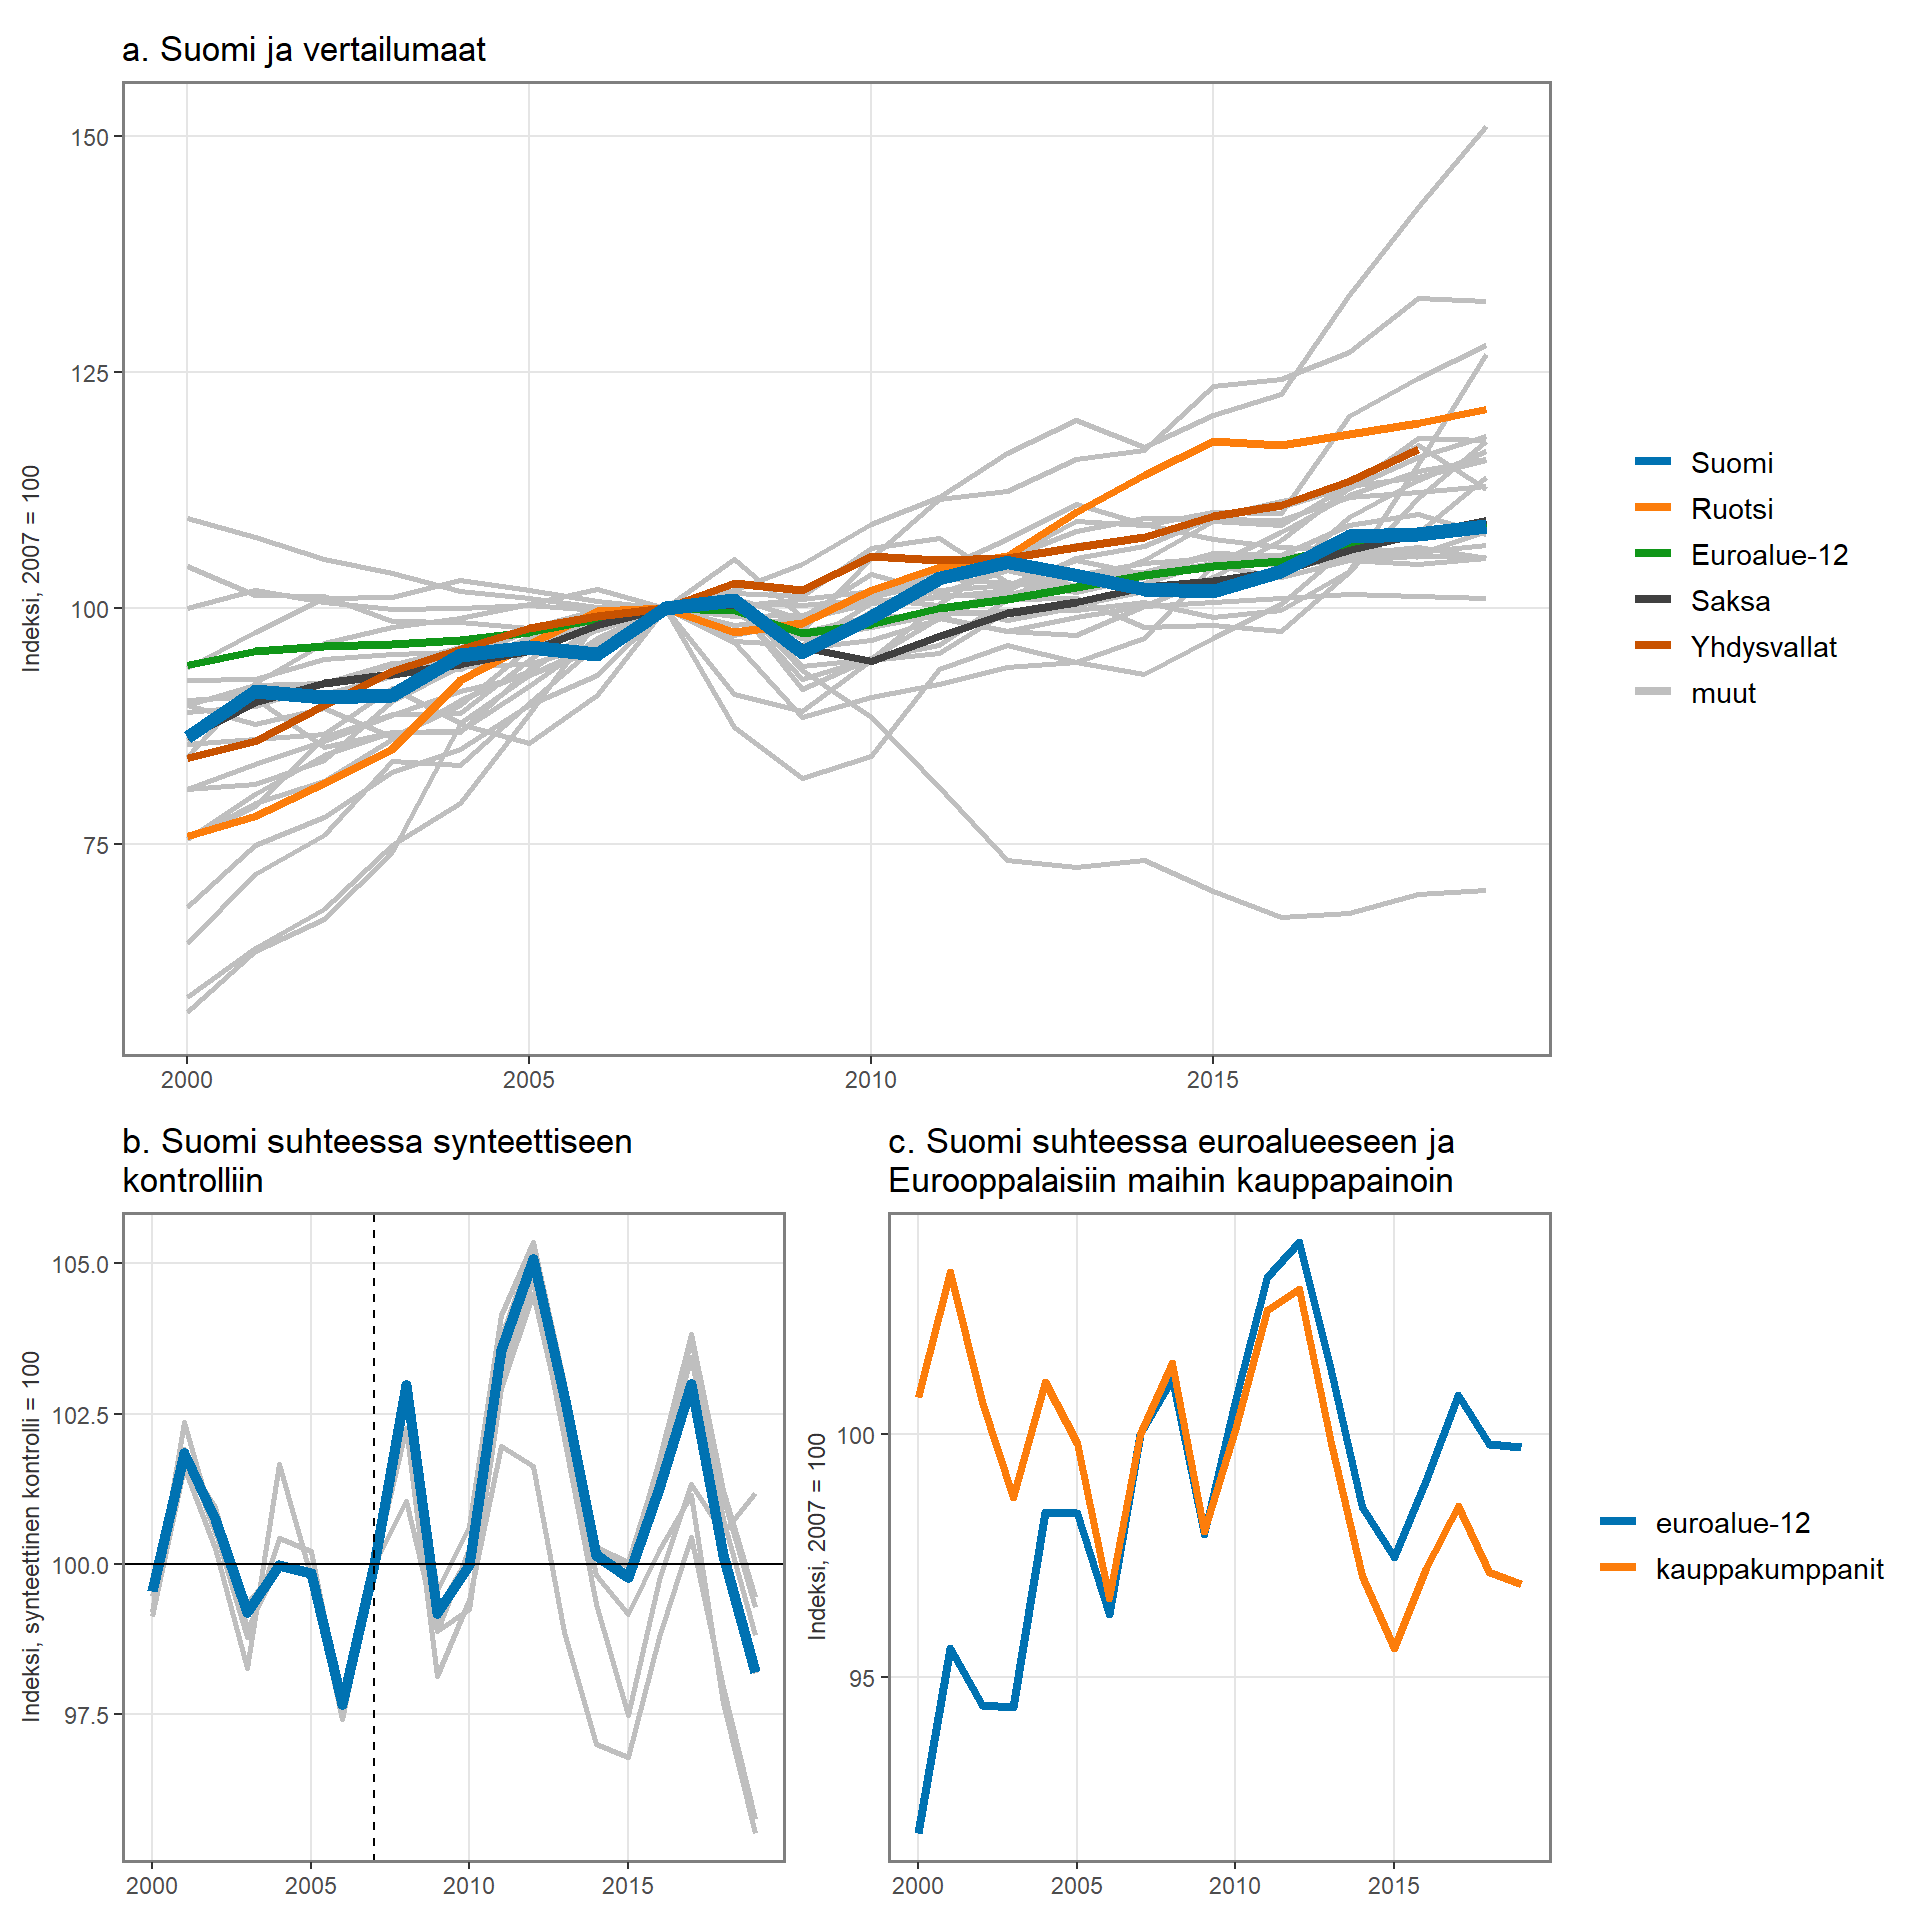 a. Suomi ja vertailumaat
Indeksi, 2007 = 100
150
125
100
75
2000
2005
2010
2015
Suomi
Ruotsi
Euroalue-12
Saksa
Yhdysvallat
muut
b. Suomi suhteessa synteettiseen
kontrolliin
Indeksi, synteettinen kontrolli = 100
105.0
102.5
100.0
97.5
2000
2005
2010
2015
c. Suomi suhteessa euroalueeseen ja
Eurooppalaisiin maihin kauppapainoin
Indeksi, 2007 = 100
100
95
2000
2005
2010
2015
euroalue-12
kauppakumppanit